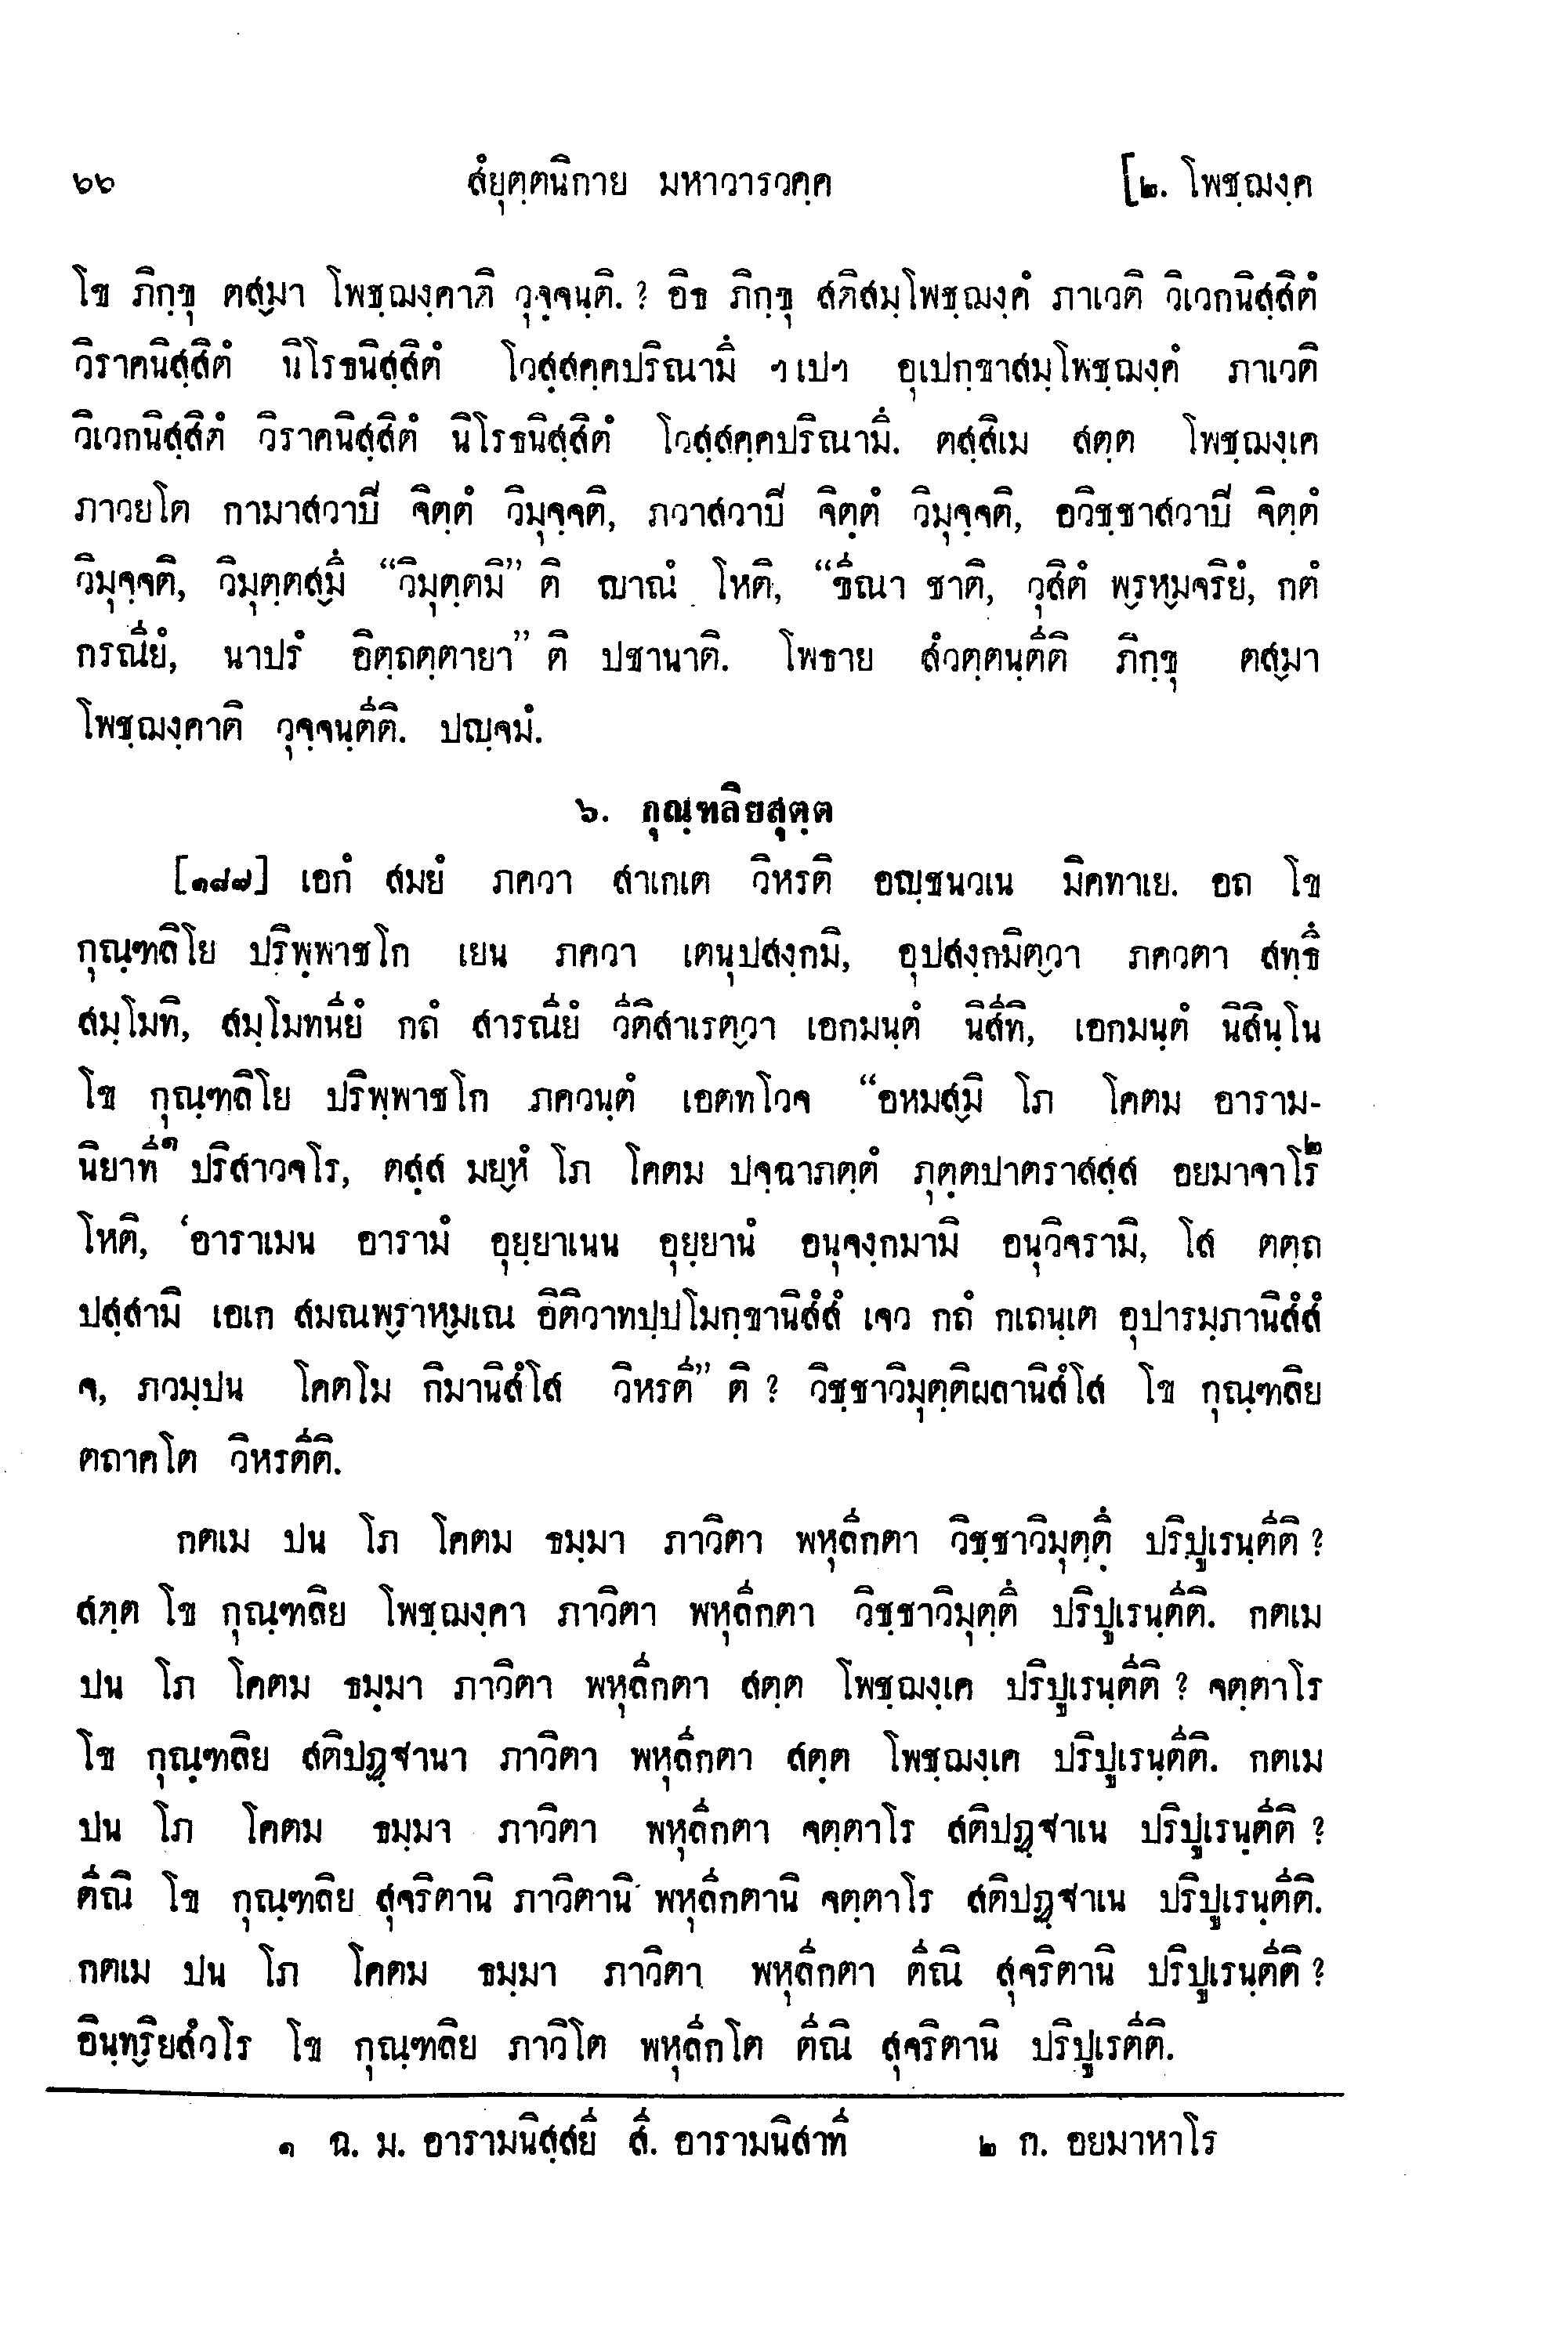 ๖๖ สํยุตฺตนิกาย มหาวารวคฺค [๒. โพชฺฌงฺค
โข ภิกฺขุ ตสฺมา โพชฺฌงฺคาติ วุจฺจนฺติ. ? อิธ ภิกฺขุ สติสมฺโพชฺฌงฺคํ ภาเวติ วิเวกนิสฺสิตํ
วิราคนิสฺสิตํ นิโรธนิสฺสิตํ โวสฺสคฺคปริณามึ ฯเปฯ อุเปกฺขาสมฺโพชฺฌงฺคํ ภาเวติ
วิเวกนิสฺสิตํ วิราคนิสฺสิตํ นิโรธนิสฺสิตํ โวสฺสคฺคปริณามึ. ตสฺสิเม สตฺต โพชฺฌงฺเค
ภาวยโต กามาสวาปี จิตฺตํ วิมุจฺจติ, ภวาสวาปี จิตฺตํ วิมุจฺจติ, อวิชฺชาสวาปี จิตฺตํ
วิมุจฺจติ, วิมุตฺตสฺมึ “วิมุตฺตมิ” ติ ญาณํ โหติ, “ขีณา ชาติ, วุสิตํ พฺรหฺมจริยํ, กตํ
กรณียํ, นาปรํ อิตฺถตฺตายา” ติ ปชานาติ. โพธาย สํวตฺตนฺตีติ ภิกฺขุ ตสฺมา
โพชฺฌงฺคาติ วุจฺจนฺตีติ. ปญฺจมํ.
๖. กุณฺฑลิยสุตฺต
[๑๘๗] เอกํ สมยํ ภควา สาเกเต วิหรติ อญฺชนวเน มิคทาเย. อถ โข
กุณฺฑลิโย ปริพฺพาชโก เยน ภควา เตนุปสงฺกมิ, อุปสงฺกมิตฺวา ภควตา สทฺธึ
สมฺโมทิ, สมฺโมทนียํ กถํ สารณียํ วีติสาเรตฺวา เอกมนฺตํ นิสีทิ, เอกมนฺตํ นิสินฺโน
โข กุณฺฑลิโย ปริพฺพาชโก ภควนฺตํ เอตทโวจ “อหมสฺมิ โภ โคตม อาราม-
นิยาที๑ ปริสาวจโร, ตสฺส มยฺหํ โภ โคตม ปจฺฉาภตฺตํ ภุตฺตปาตราสสฺส อยมาจาโร๒
โหติ, ‘อาราเมน อารามํ อุยฺยาเนน อุยฺยานํ อนุจงฺกมามิ อนุวิจรามิ, โส ตตฺถ
ปสฺสามิ เอเก สมณพฺราหฺมเณ อิติวาทปฺปโมกฺขานิสํสํ เจว กถํ กเถนฺเต อุปารมฺภานิสํสํ
จ, ภวมฺปน โคตโม กิมานิสํโส วิหรตี” ติ ? วิชฺชาวิมุตฺติผลานิสํโส โข กุณฺฑลิย
ตถาคโต วิหรตีติ.
กตเม ปน โภ โคตม ธมฺมา ภาวิตา พหุลีกตา วิชฺชาวิมุตฺตึ ปริปูเรนฺตีติ ?
สตฺต โข กุณฺฑลิย โพชฺฌงฺคา ภาวิตา พหุลีกตา วิชฺชาวิมุตฺตึ ปริปูเรนฺตีติ. กตเม
ปน โภ โคตม ธมฺมา ภาวิตา พหุลีกตา สตฺต โพชฺฌงฺเค ปริปูเรนฺตีติ ? จตฺตาโร
โข กุณฺฑลิย สติปฏฺฐานา ภาวิตา พหุลีกตา สตฺต โพชฺฌงฺเค ปริปูเรนฺตีติ. กตเม
ปน โภ โคตม ธมฺมา ภาวิตา พหุลีกตา จตฺตาโร สติปฏฺฐาเน ปริปูเรนฺตีติ ?
ตีณิ โข กุณฺฑลิย สุจริตานิ ภาวิตานิ พหุลีกตานิ จตฺตาโร สติปฏฺฐาเน ปริปูเรนฺตีติ.
กตเม ปน โภ โคตม ธมฺมา ภาวิตา พหุลีกตา ตีณิ สุจริตานิ ปริปูเรนฺตีติ ?
อินฺทฺริยสํวโร โข กุณฺฑลิย ภาวิโต พหุลีกโต ตีณิ สุจริตานิ ปริปูเรตีติ.
๑ ฉ. ม. อารามนิสฺสยี สี. อารามนิสาที ๒ ก. อยมาหาโร